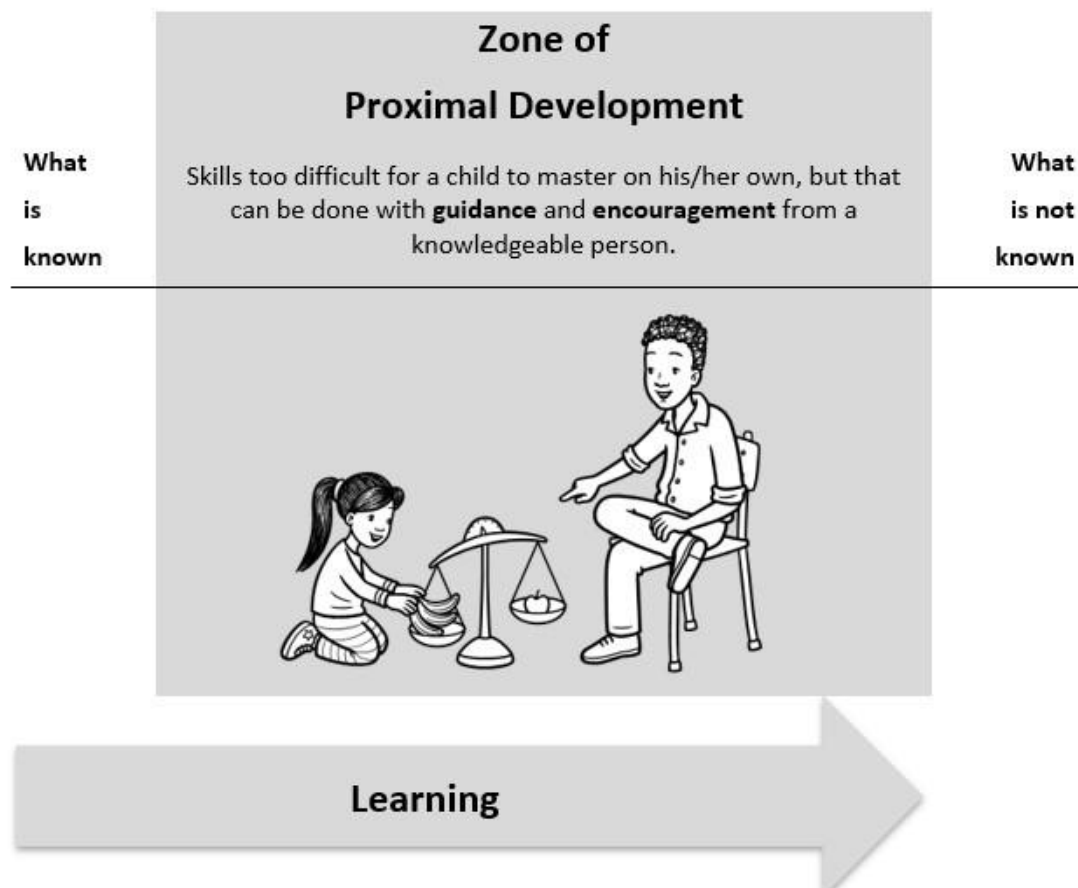 Zone of
Proximal Development
Skills too difficult for a child to master on his/her own, but that
can be done with guidance and encouragement from a
knowledgeable person.
What
is
known
What
is not
known
Learning